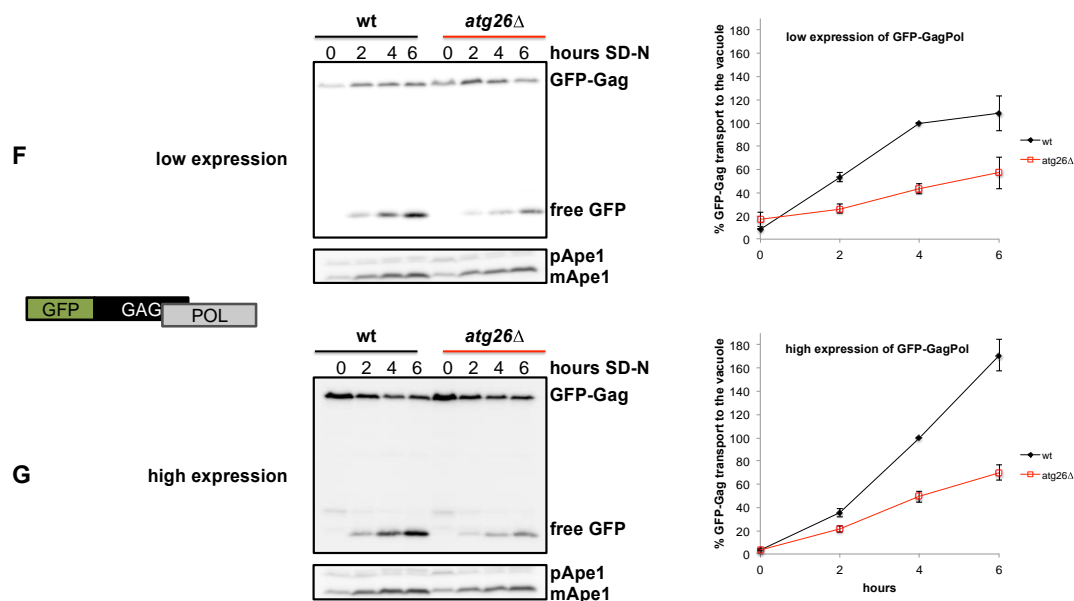 wt atg26Δ
0 2 4 6 0 2 4 6 hours SD-N
GFP-Gag
F
low expression
free GFP
pApe1
mApe1
% GFP-Gag transport to the vacuole
low expression of GFP-GagPol
180
160
140
120
100
80
60
40
20
0
0 2 4 6
wt
atg26Δ
GFP GAG POL
wt atg26Δ
0 2 4 6 0 2 4 6 hours SD-N
GFP-Gag
G
high expression
free GFP
pApe1
mApe1
% GFP-Gag transport to the vacuole
high expression of GFP-GagPol
180
160
140
120
100
80
60
40
20
0
0 2 4 6
hours
wt
atg26Δ